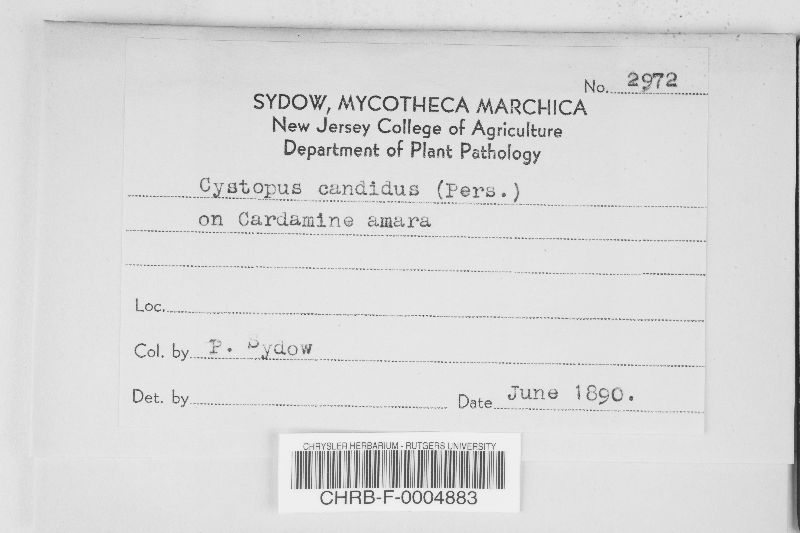 No. 2972
SYDOW, MYCOTHECA MARCHICA
New Jersey College of Agriculture
Department of Plant Pathology
Cystopus candidus (Pers.)
on Cardamine amara
Loc.
Col. by P. Sydow
Det. by
Date June 1890.
CHRYSLER HERBARIUM - RUTGERS UNIVERSITY
CHRB-F-0004883